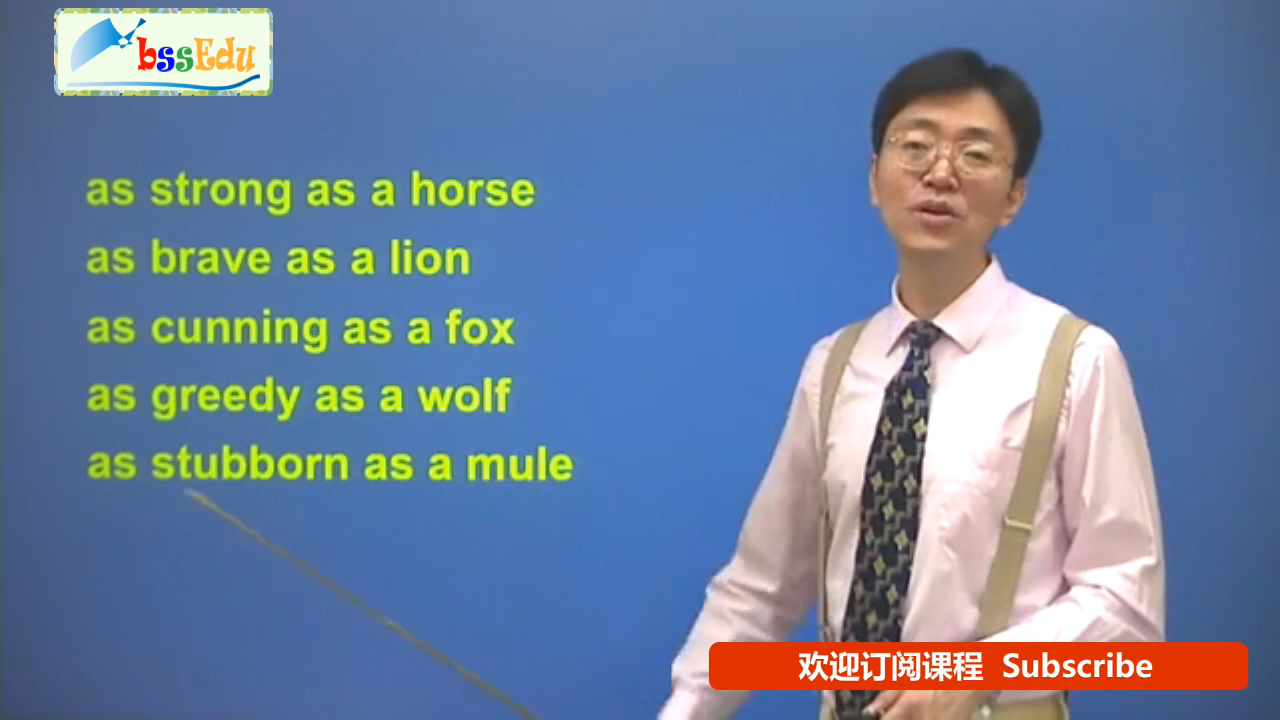 bssEdu
as strong as a horse
as brave as a lion
as cunning as a fox
as greedy as a wolf
as stubborn as a mule
欢迎订阅课程 Subscribe